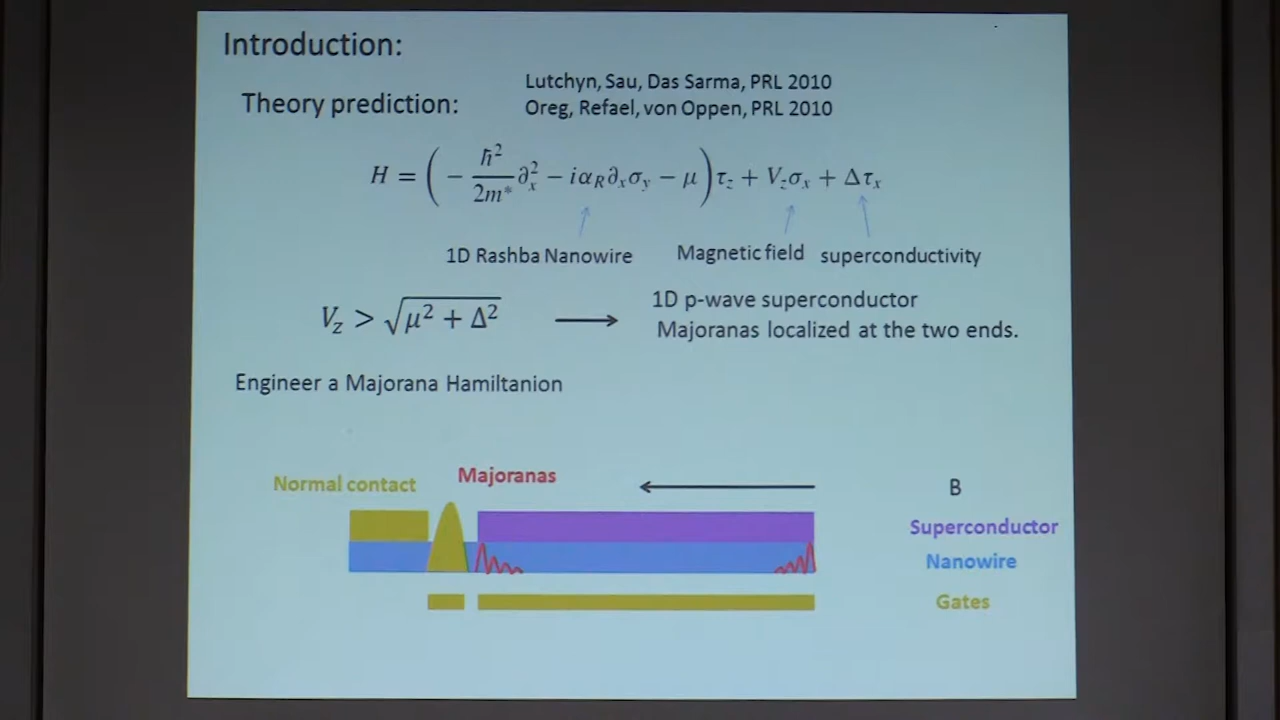 Introduction:
Theory prediction:
Lutchyn, Sau, Das Sarma, PRL 2010
Oreg, Refael, von Oppen, PRL 2010
H = ( − ℏ²/2m* ∂ₓ² − iα_R∂ₓσ_y − μ ) τ_z + V_zσₓ + Δτₓ
1D Rashba Nanowire
Magnetic field
superconductivity
V_z > √μ² + Δ²
1D p-wave superconductor
Majoranas localized at the two ends.
Engineer a Majorana Hamiltanion
Normal contact
Majoranas
B
Superconductor
Nanowire
Gates